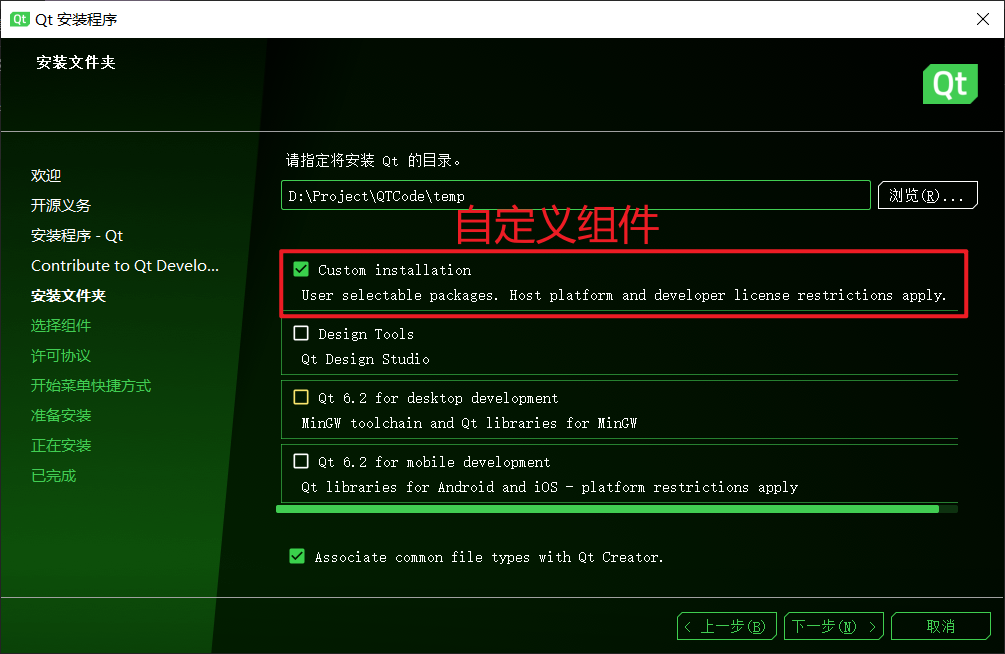 Qt Qt 安装程序
安装文件夹
Qt
请指定将安装 Qt 的目录。
D:\Project\QTCode\temp
浏览(R)...
自定义组件
欢迎
开源义务
安装程序 - Qt
Contribute to Qt Develo...
安装文件夹
选择组件
许可协议
开始菜单快捷方式
准备安装
正在安装
已完成
Custom installation
User selectable packages. Host platform and developer license restrictions apply.
Design Tools
Qt Design Studio
Qt 6.2 for desktop development
MinGW toolchain and Qt libraries for MinGW
Qt 6.2 for mobile development
Qt libraries for Android and iOS - platform restrictions apply
Associate common file types with Qt Creator.
< 上一步(B)
下一步(N) >
取消